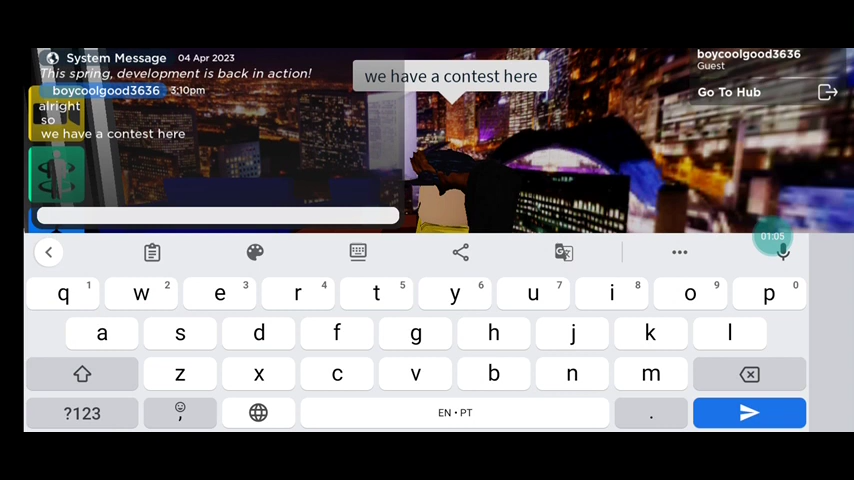 System Message 04 Apr 2023
This spring, development is back in action!
boycoolgood3636 3:10pm
alright
so
we have a contest here
we have a contest here
boycoolgood3636
Guest
Go To Hub
01:05
q 1 w 2 e 3 r 4 t 5 y 6 u 7 i 8 o 9 p 0
a s d f g h j k l
z x c v b n m
?123 , EN • PT .